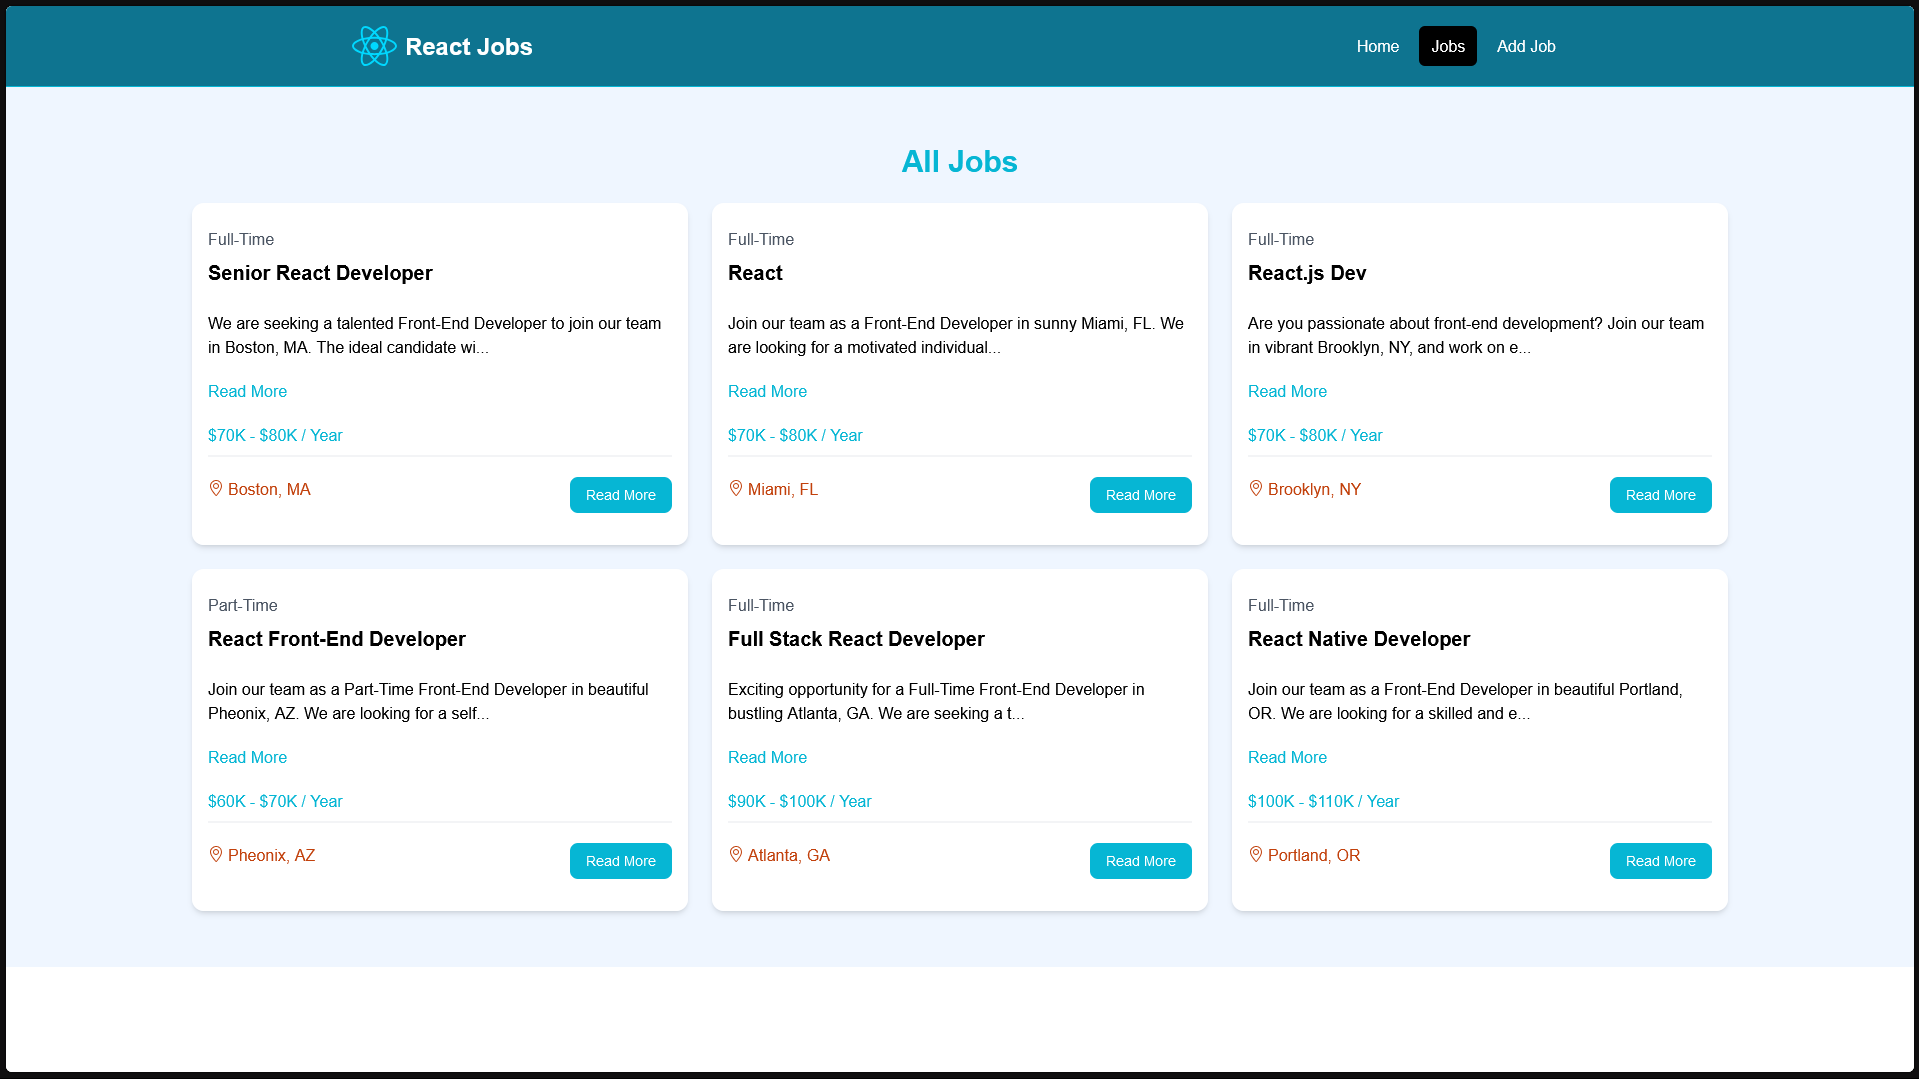 React Jobs
Home
Jobs
Add Job
All Jobs
Full-Time
Senior React Developer
We are seeking a talented Front-End Developer to join our team
in Boston, MA. The ideal candidate wi...
Read More
$70K - $80K / Year
Boston, MA
Read More
Full-Time
React
Join our team as a Front-End Developer in sunny Miami, FL. We
are looking for a motivated individual...
Read More
$70K - $80K / Year
Miami, FL
Read More
Full-Time
React.js Dev
Are you passionate about front-end development? Join our team
in vibrant Brooklyn, NY, and work on e...
Read More
$70K - $80K / Year
Brooklyn, NY
Read More
Part-Time
React Front-End Developer
Join our team as a Part-Time Front-End Developer in beautiful
Pheonix, AZ. We are looking for a self...
Read More
$60K - $70K / Year
Pheonix, AZ
Read More
Full-Time
Full Stack React Developer
Exciting opportunity for a Full-Time Front-End Developer in
bustling Atlanta, GA. We are seeking a t...
Read More
$90K - $100K / Year
Atlanta, GA
Read More
Full-Time
React Native Developer
Join our team as a Front-End Developer in beautiful Portland,
OR. We are looking for a skilled and e...
Read More
$100K - $110K / Year
Portland, OR
Read More